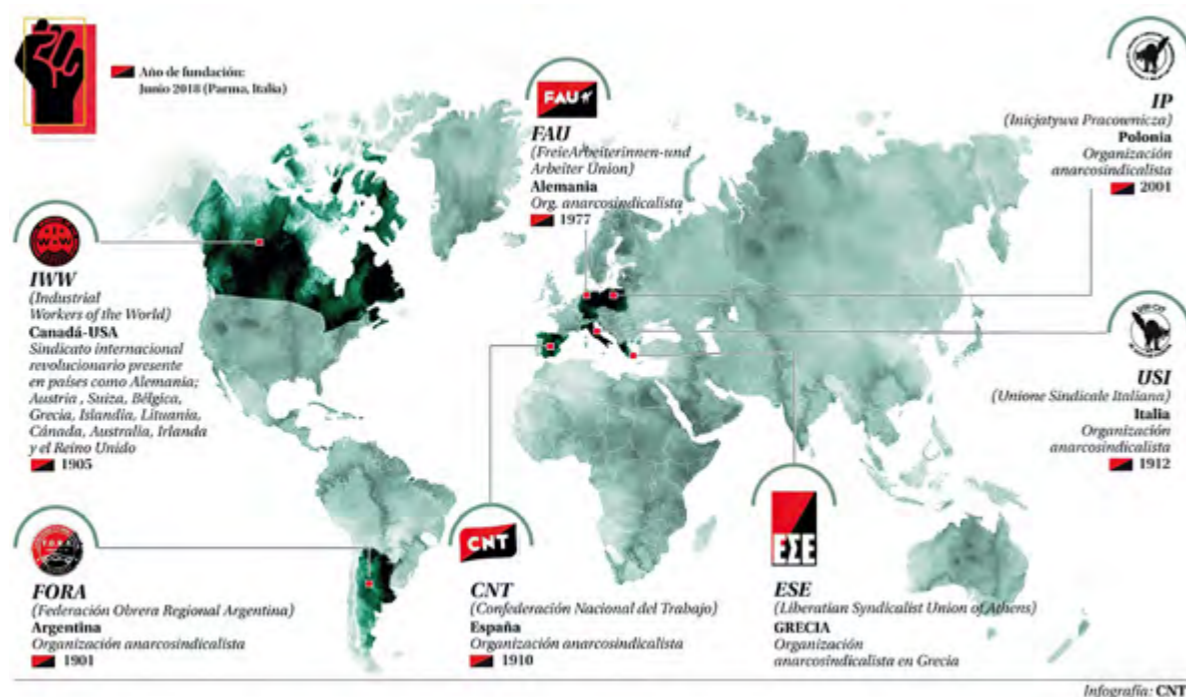 Año de fundación:
Junio 2018 (Parma, Italia)
FAU
FAU
(FreieArbeiterinnen-und
Arbeiter Union)
Alemania
Org. anarcosindicalista
1977
IP
(Inicjatywa Pracownicza)
Polonia
Organización
anarcosindicalista
2001
IWW
IWW
(Industrial
Workers of the World)
Canadá-USA
Sindicato internacional
revolucionario presente
en países como Alemania;
Austria , Suiza, Bélgica,
Grecia, Islandia, Lituania,
Cánada, Australia, Irlanda
y el Reino Unido
1905
USI
(Unione Sindicale Italiana)
Italia
Organización
anarcosindicalista
1912
FORA
FORA
(Federación Obrera Regional Argentina)
Argentina
Organización anarcosindicalista
1901
CNT
CNT
(Confederación Nacional del Trabajo)
España
Organización anarcosindicalista
1910
ΕΣΕ
ESE
(Liberatian Syndicalist Union of Athens)
GRECIA
Organización
anarcosindicalista en Grecia
Infografía: CNT